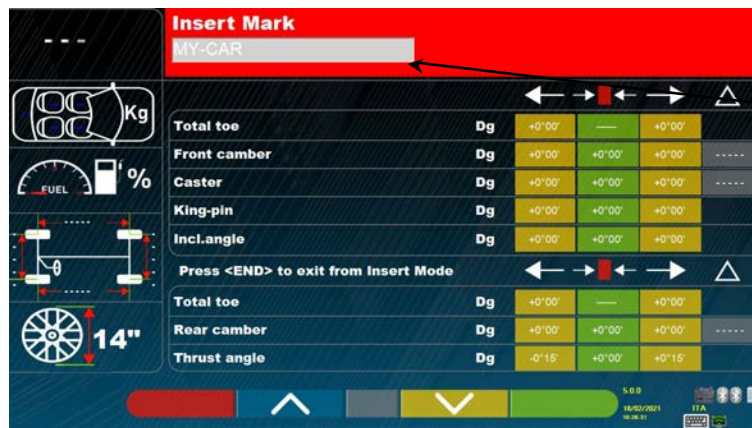 Insert Mark
- - -
MY-CAR
Kg
Total toe Dg +0°00' ---- +0°00'
Front camber Dg +0°00' +0°00' +0°00' -----
FUEL %
Caster Dg +0°00' +0°00' +0°00' -----
King-pin Dg +0°00' +0°00' +0°00'
Incl.angle Dg +0°00' +0°00' +0°00'
Press <END> to exit from Insert Mode
Total toe Dg +0°00' ---- +0°00'
14"
Rear camber Dg +0°00' +0°00' +0°00' -----
Thrust angle Dg -0°15' +0°00' +0°15'
5.0.0
18/02/2021 ITA